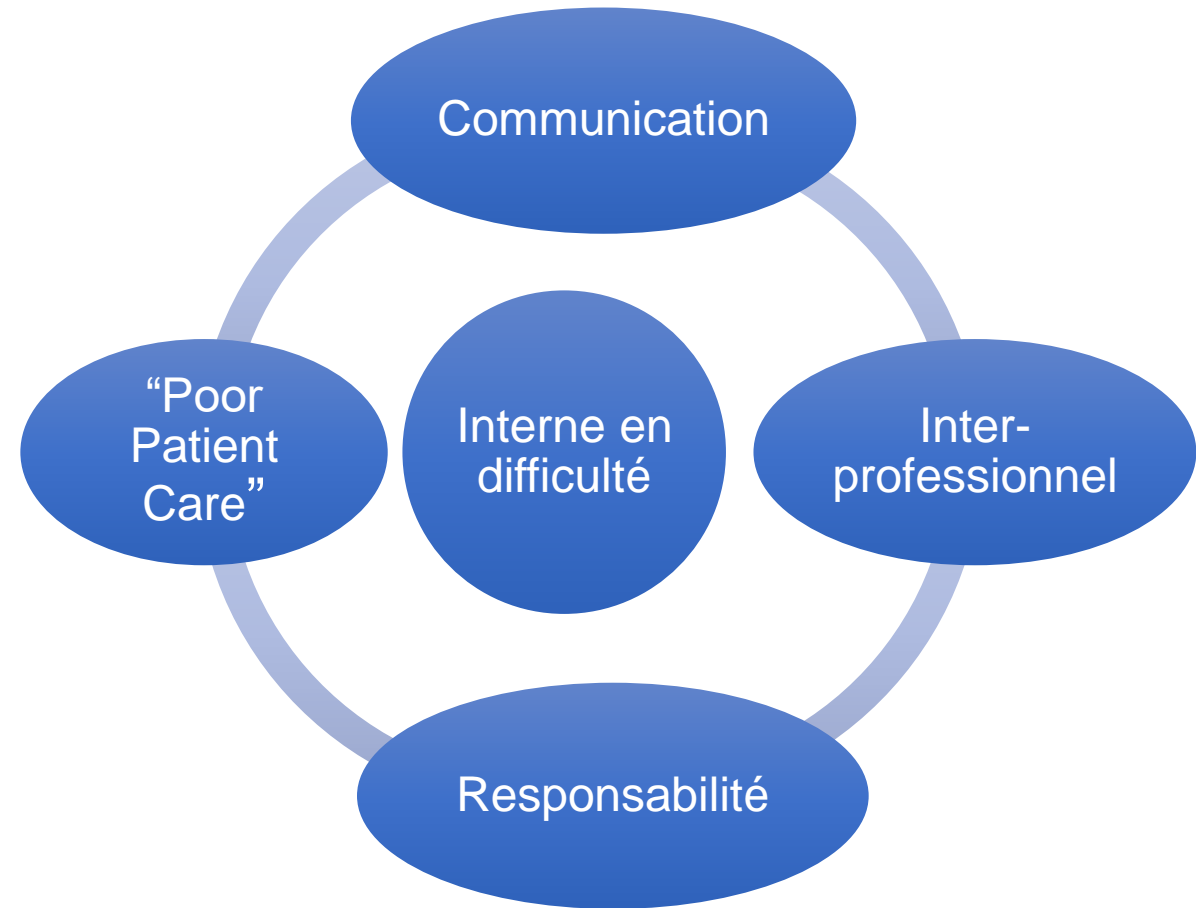 Communication
“Poor
Patient
Care”
Interne en
difficulté
Inter-
professionnel
Responsabilité